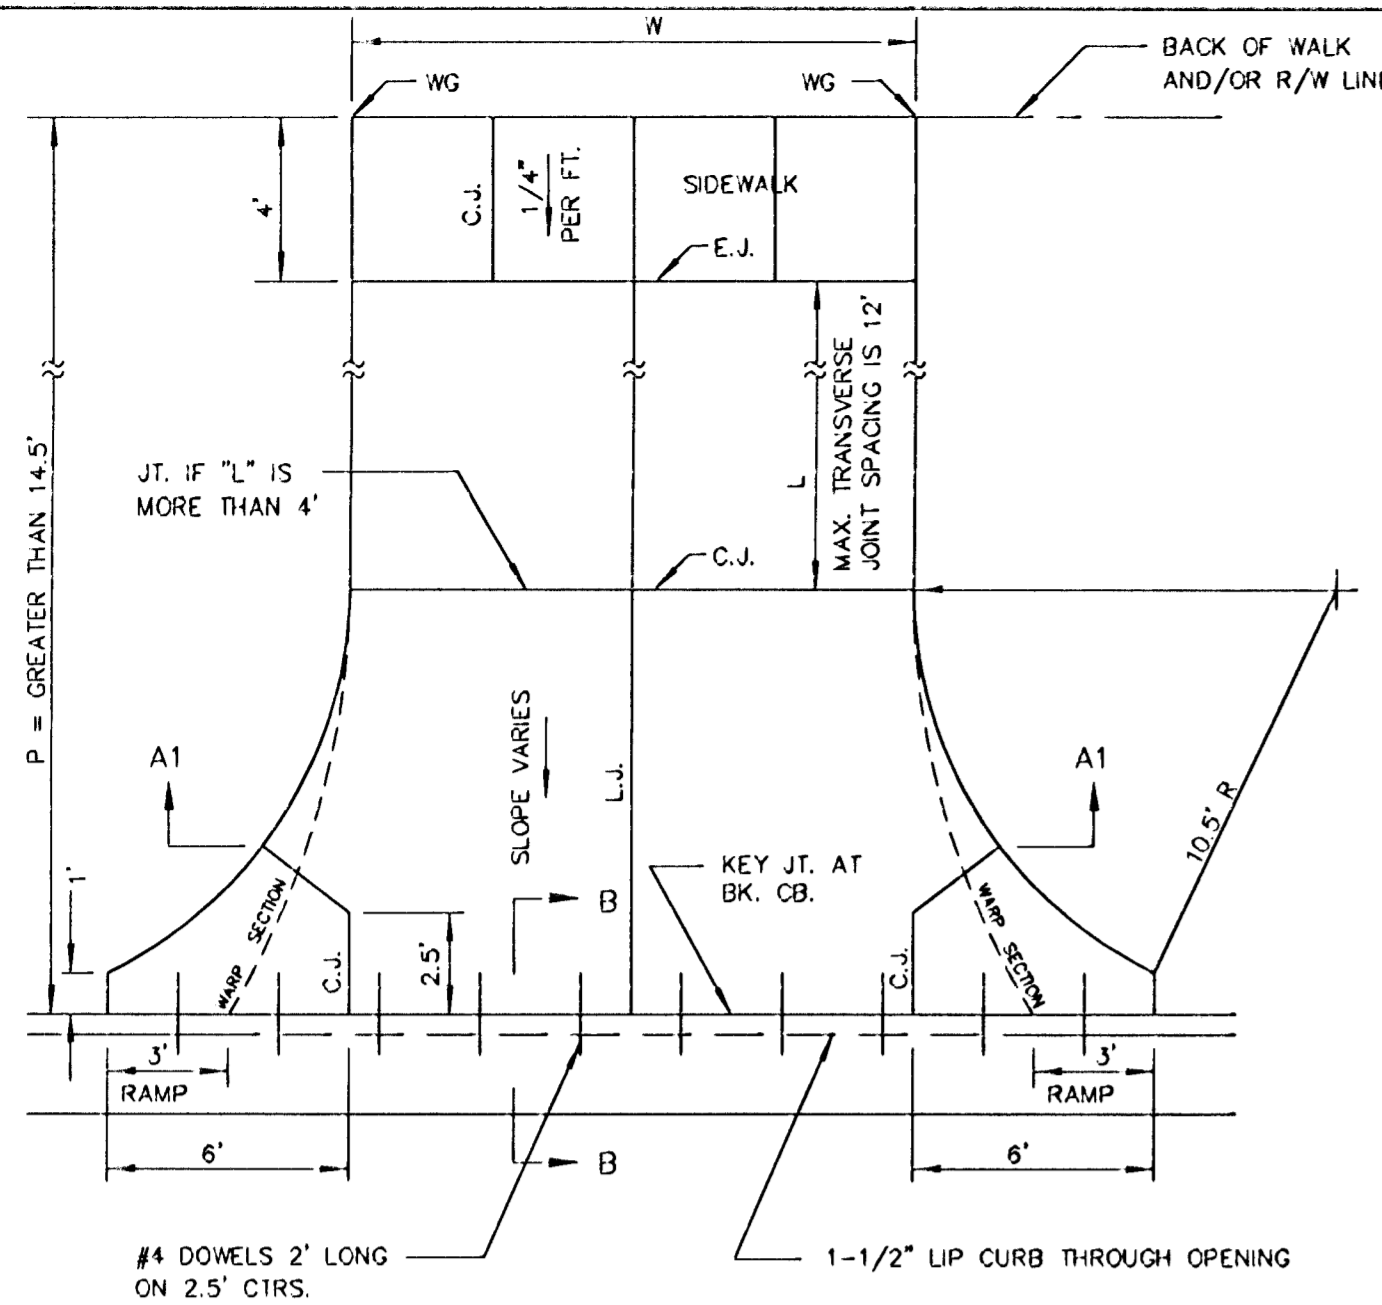 W
BACK OF WALK
AND/OR R/W LINE
WG
WG
4'
C.J.
1/4"
PER FT.
SIDEWALK
E.J.
P = GREATER THAN 14.5'
JT. IF "L" IS
MORE THAN 4'
L
MAX. TRANSVERSE
JOINT SPACING IS 12'
C.J.
A1
SLOPE VARIES
L.J.
A1
10.5' R
1'
WARP SECTION
C.J.
2.5'
B
KEY JT. AT
BK. CB.
C.J.
WARP SECTION
3'
RAMP
3'
RAMP
6'
B
6'
#4 DOWELS 2' LONG
ON 2.5' CTRS.
1-1/2" LIP CURB THROUGH OPENING